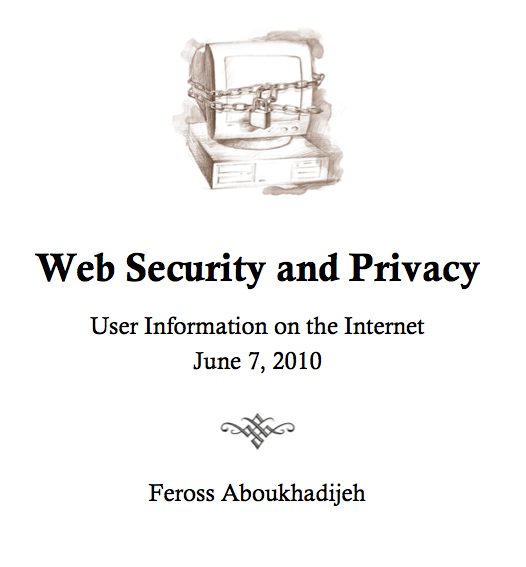 Web Security and Privacy
User Information on the Internet
June 7, 2010
Feross Aboukhadijeh